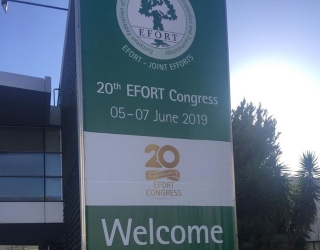 EFORT
EFORT - JOINT EFFORTS
20th EFORT Congress
05-07 June 2019
20
EFORT
CONGRESS
Welcome